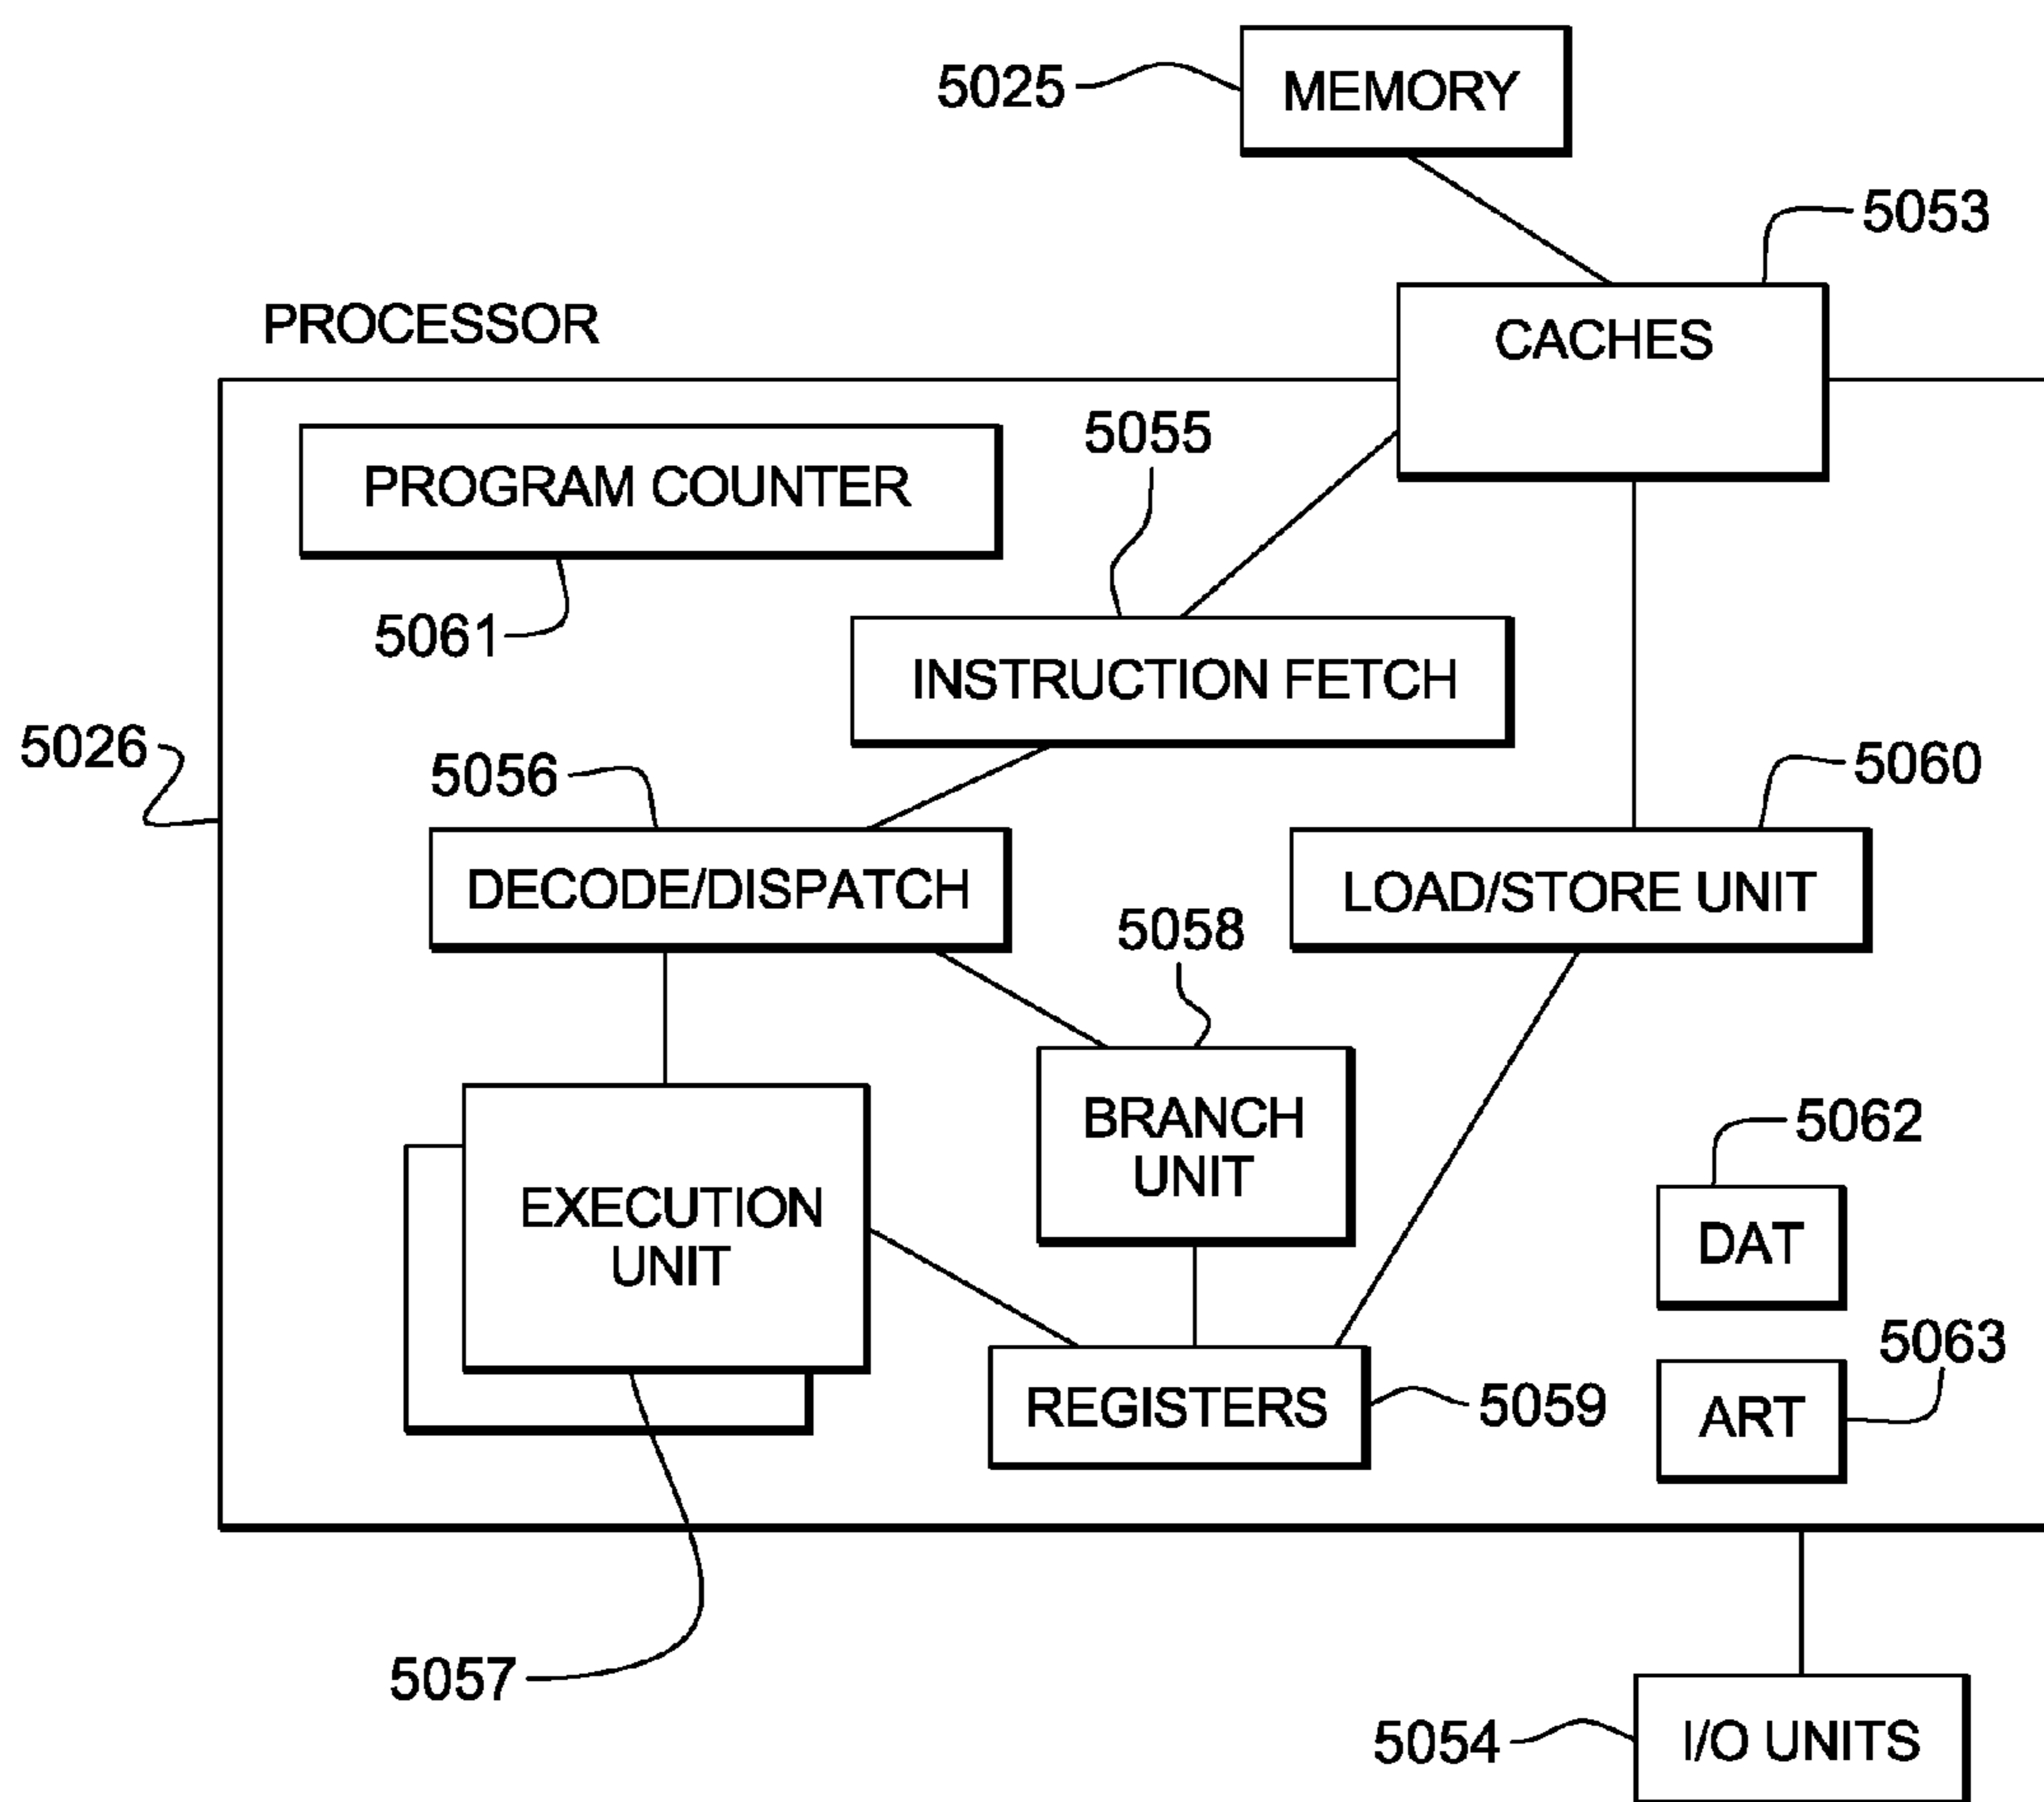 MEMORY
5025
5053
CACHES
PROCESSOR
5055
PROGRAM COUNTER
5061
INSTRUCTION FETCH
5026
5056
5060
DECODE/DISPATCH
LOAD/STORE UNIT
5058
BRANCH
UNIT
5062
EXECUTION
UNIT
DAT
5063
REGISTERS
5059
ART
5057
5054
I/O UNITS